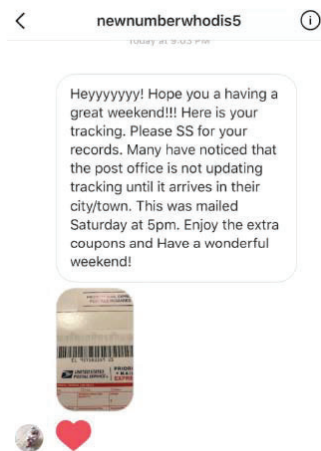 newnumberwhodis5
Today at 9:03 PM
Heyyyyyyy! Hope you a having a
great weekend!!! Here is your
tracking. Please SS for your
records. Many have noticed that
the post office is not updating
tracking until it arrives in their
city/town. This was mailed
Saturday at 5pm. Enjoy the extra
coupons and Have a wonderful
weekend!
UNITED STATES
POSTAL SERVICE